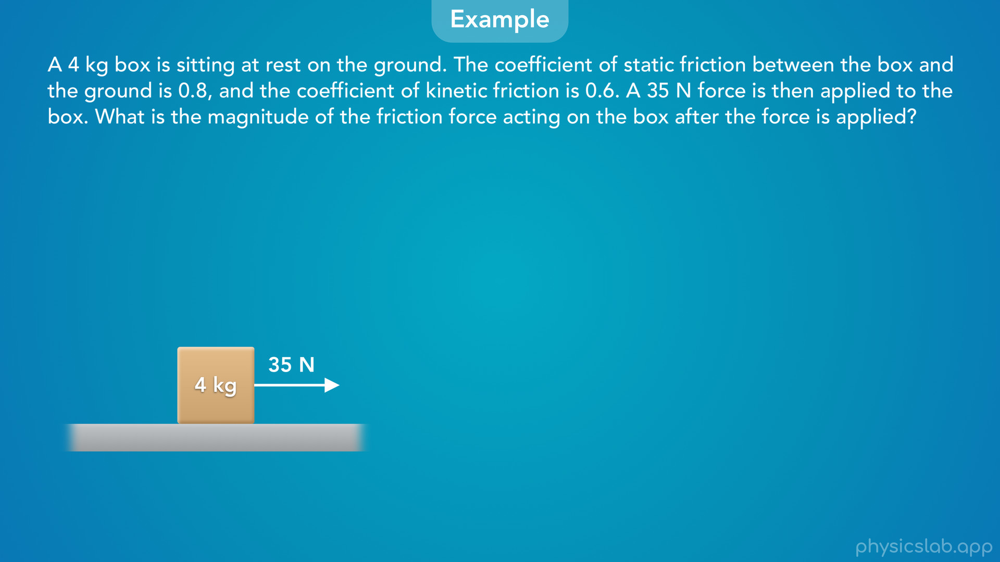 Example
A 4 kg box is sitting at rest on the ground. The coefficient of static friction between the box and
the ground is 0.8, and the coefficient of kinetic friction is 0.6. A 35 N force is then applied to the
box. What is the magnitude of the friction force acting on the box after the force is applied?
35 N
4 kg
physicslab.app